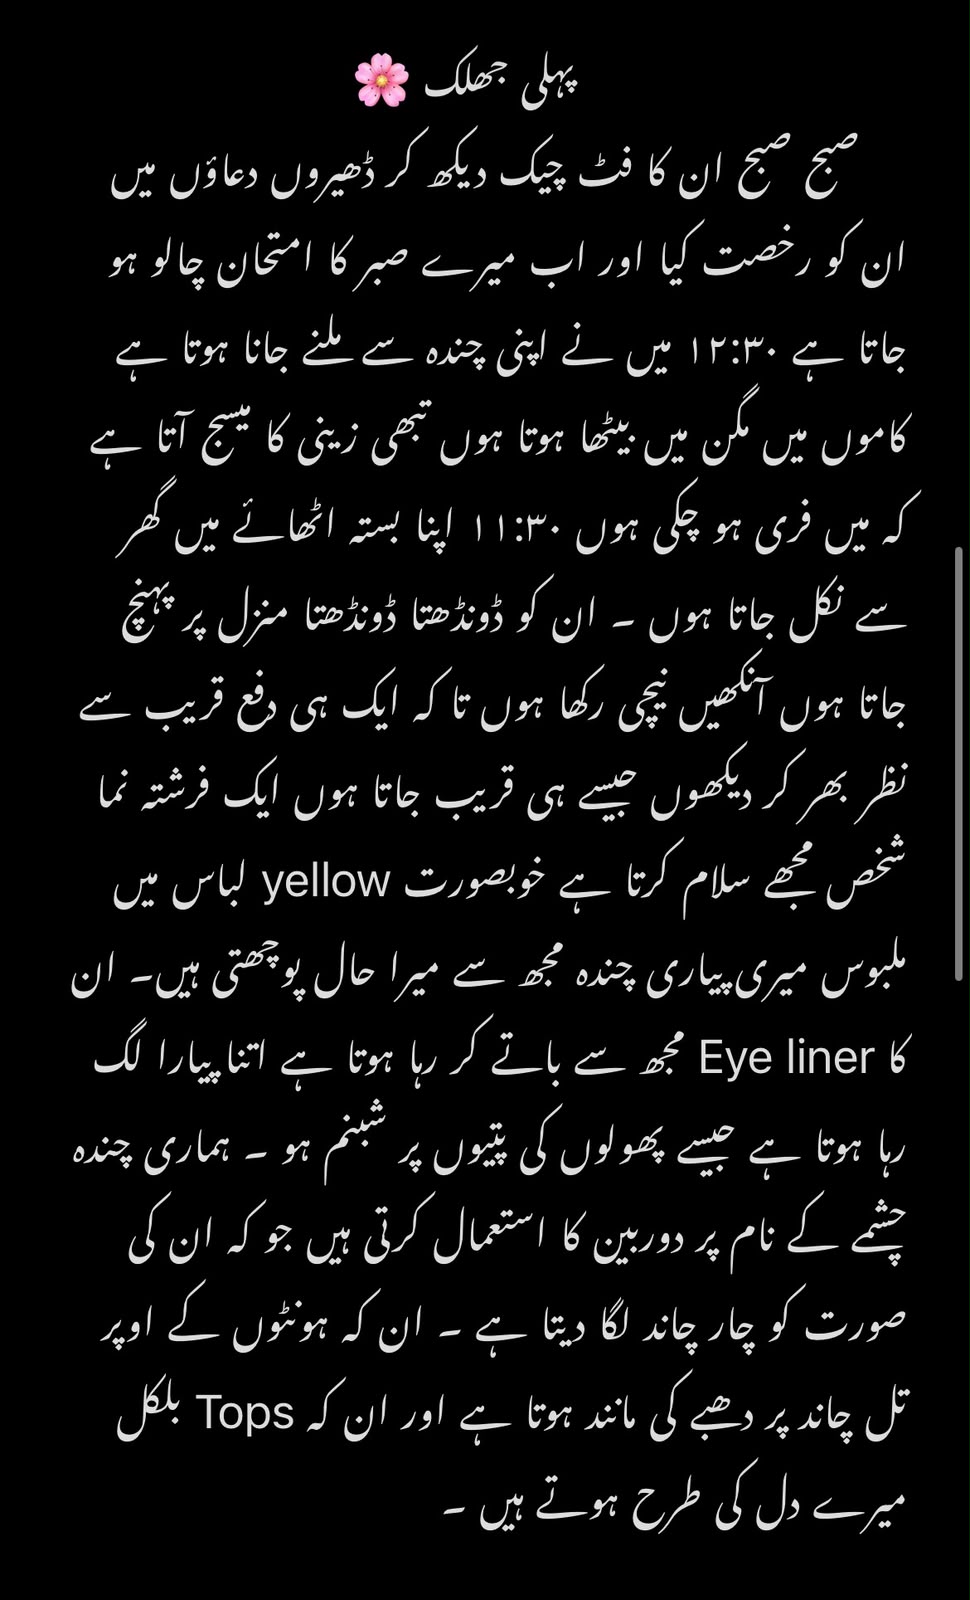 پہلی جھلک 🌸
صبح صبح ان کا فٹ چیک دیکھ کر ڈھیروں دعاؤں میں
ان کو رخصت کیا اور اب میرے صبر کا امتحان چالو ہو
جاتا ہے ۱۲:۳۰ میں نے اپنی چندہ سے ملنے جانا ہوتا ہے
کاموں میں مگن میں بیٹھا ہوتا ہوں تبھی زینی کا میسج آتا ہے
کہ میں فری ہو چکی ہوں ۱۱:۳۰ اپنا بستہ اٹھائے میں گھر
سے نکل جاتا ہوں ۔ ان کو ڈونڈھتا ڈونڈھتا منزل پر پہنچ
جاتا ہوں آنکھیں نیچی رکھا ہوں تا کہ ایک ہی دفع قریب سے
نظر بھر کر دیکھوں جیسے ہی قریب جاتا ہوں ایک فرشتہ نما
شخص مجھے سلام کرتا ہے خوبصورت yellow لباس میں
ملبوس میری پیاری چندہ مجھ سے میرا حال پوچھتی ہیں۔ ان
کا Eye liner مجھ سے باتے کر رہا ہوتا ہے اتنا پیارا لگ
رہا ہوتا ہے جیسے پھولوں کی پتیوں پر شبنم ہو ۔ ہماری چندہ
چشمے کے نام پر دوربین کا استعمال کرتی ہیں جو کہ ان کی
صورت کو چار چاند لگا دیتا ہے ۔ ان کہ ہونٹوں کے اوپر
تل چاند پر دھبے کی مانند ہوتا ہے اور ان کہ Tops بلکل
میرے دل کی طرح ہوتے ہیں ۔